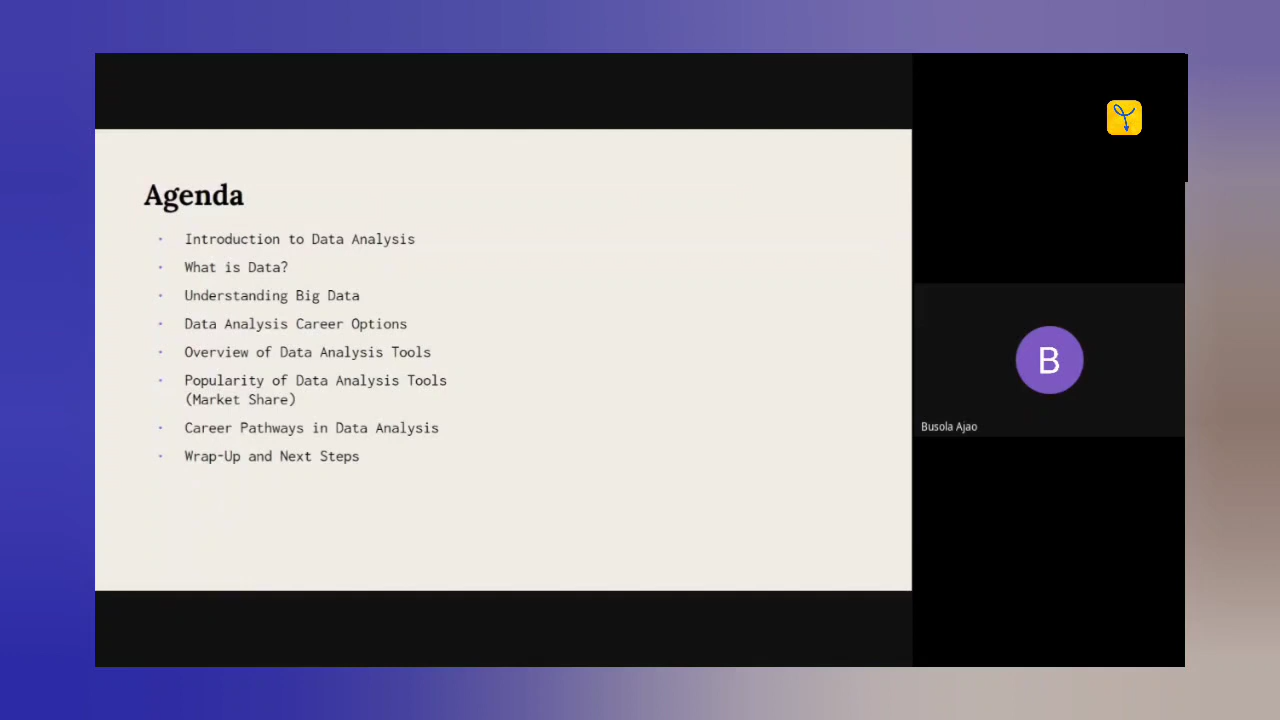 Agenda
· Introduction to Data Analysis
· What is Data?
· Understanding Big Data
· Data Analysis Career Options
· Overview of Data Analysis Tools
· Popularity of Data Analysis Tools
(Market Share)
· Career Pathways in Data Analysis
· Wrap-Up and Next Steps
B
Busola Ajao